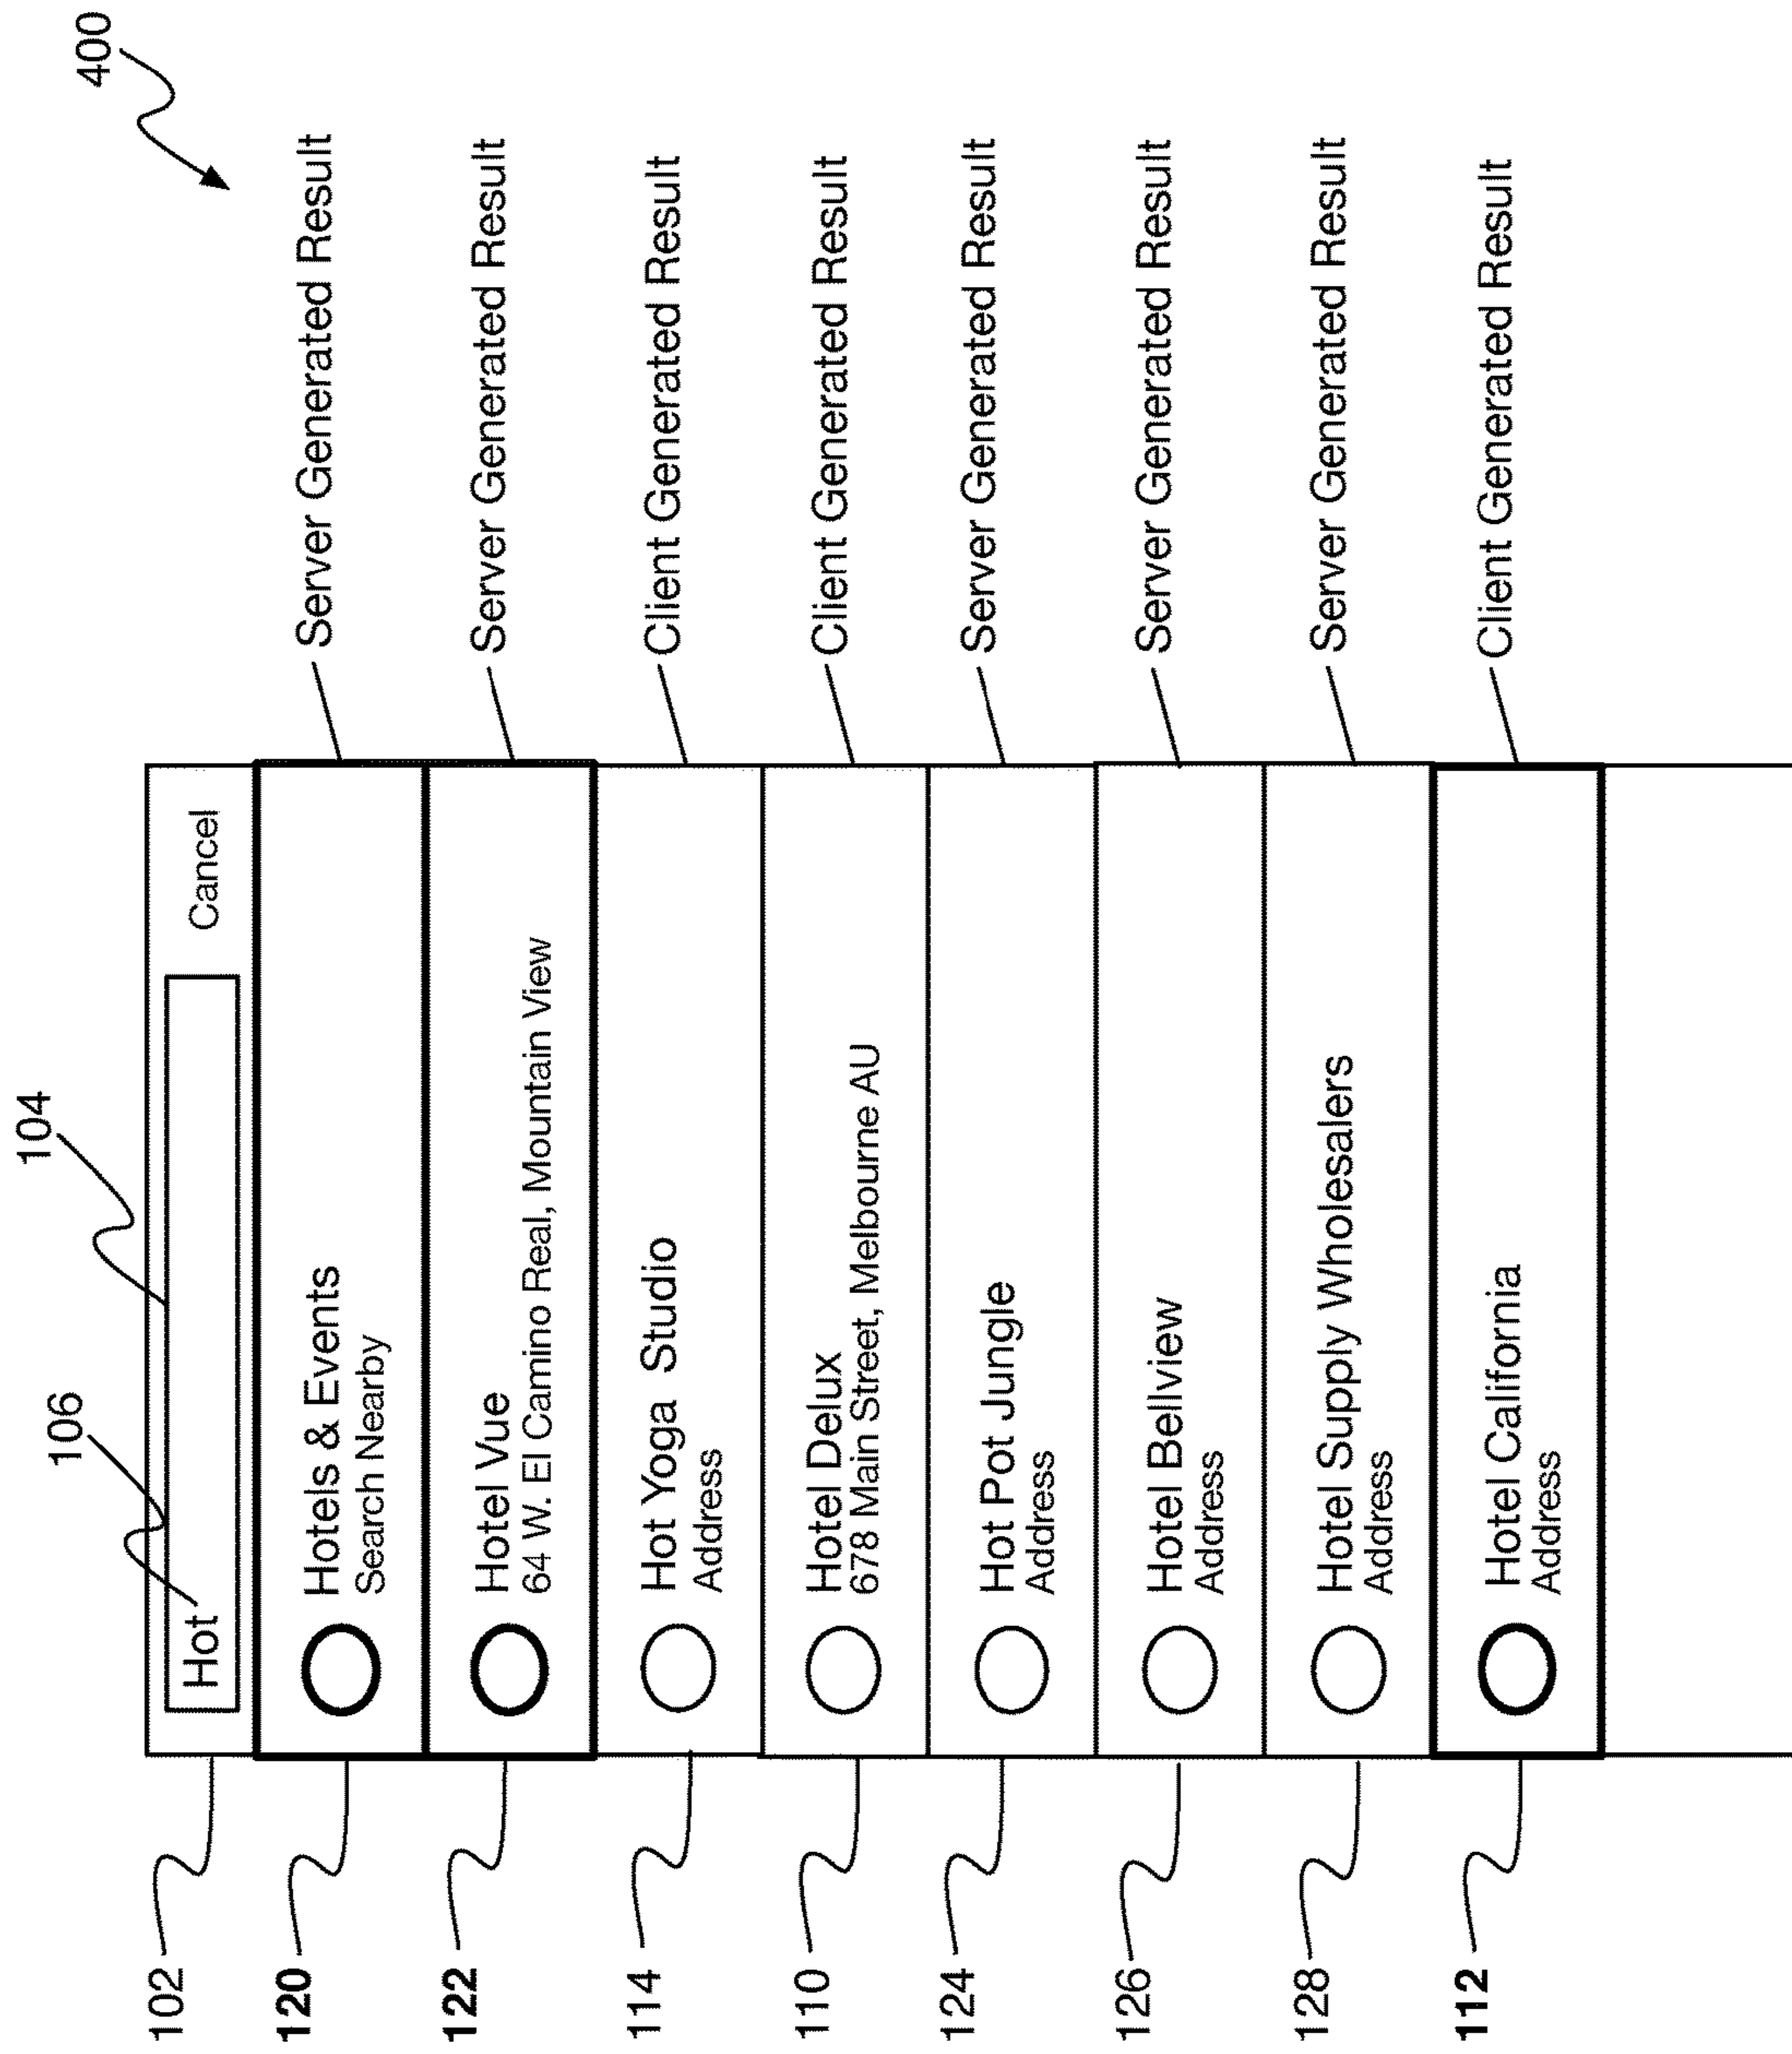 400
104
106
102
Hot
Cancel
120
Hotels & Events
Search Nearby
Server Generated Result
122
Hotel Vue
64 W. El Camino Real, Mountain View
Server Generated Result
114
Hot Yoga Studio
Address
Client Generated Result
110
Hotel Delux
678 Main Street, Melbourne AU
Client Generated Result
124
Hot Pot Jungle
Address
Server Generated Result
126
Hotel Bellview
Address
Server Generated Result
128
Hotel Supply Wholesalers
Address
Server Generated Result
112
Hotel California
Address
Client Generated Result